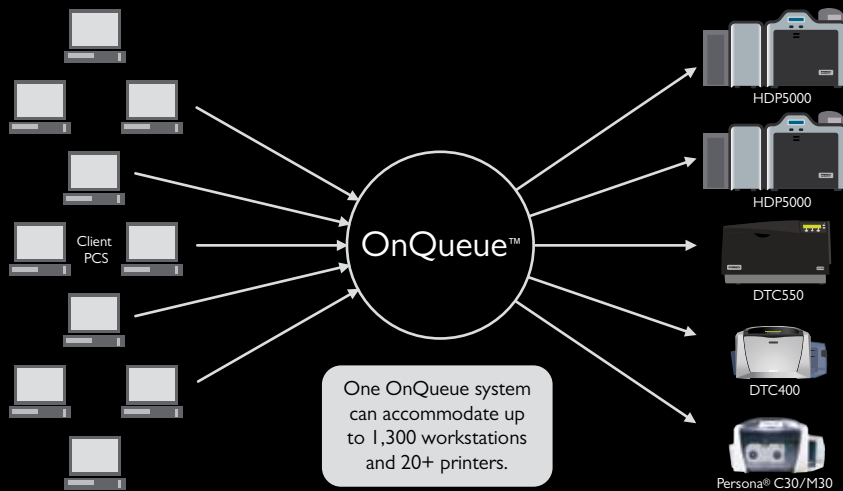 HDP5000
HDP5000
Client
PCS
OnQueue™
DTC550
DTC400
One OnQueue system
can accommodate up
to 1,300 workstations
and 20+ printers.
Persona® C30/M30